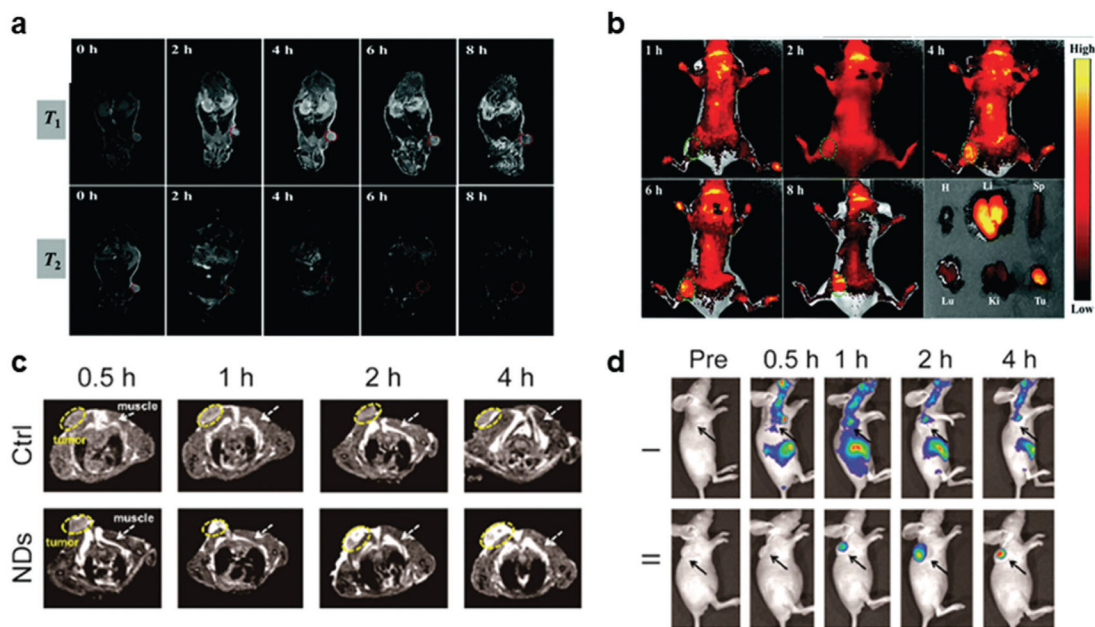 a
0 h 2 h 4 h 6 h 8 h
T1
0 h 2 h 4 h 6 h 8 h
T2
b
1 h 2 h 4 h
6 h 8 h H Li Sp
Lu Ki Tu
High
Low
c
0.5 h 1 h 2 h 4 h
Ctrl
muscle
tumor
NDs
muscle
tumor
d
Pre 0.5 h 1 h 2 h 4 h
–
=